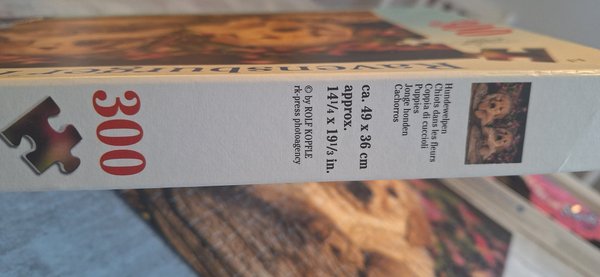 Ravensburger
300
Hundewelpen
Chiots dans les fleurs
Coppia di cuccioli
Puppies
Jonge honden
Cachorros
ca. 49 x 36 cm
approx.
14¼ x 19⅓ in.
© by ROLF KOPFLE
rk-press photoagency
300